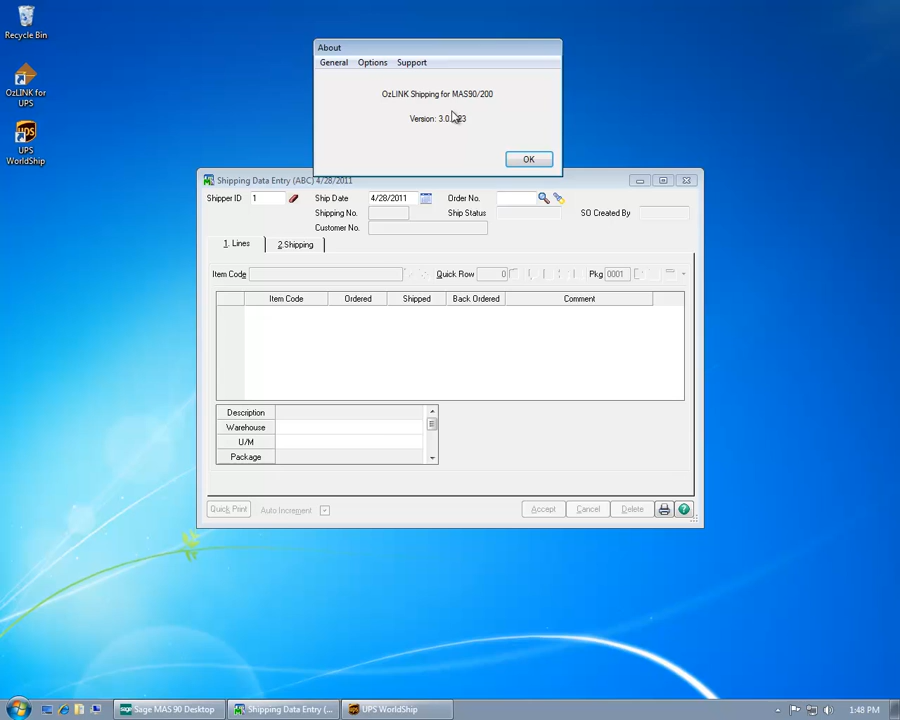 Recycle Bin
OzLINK for
UPS
UPS
WorldShip
About
General Options Support
OzLINK Shipping for MAS90/200
Version:
OK
Shipping Data Entry (ABC) 4/28/2011
Shipper ID 1 Ship Date 4/28/2011 Order No.
Shipping No. Ship Status SO Created By
Customer No.
1. Lines 2 Shipping
Item Code Quick Row 0 Pkg 0001
Item Code Ordered Shipped Back Ordered Comment
Description
Warehouse
U/M
Package
Quick Print Auto Increment Accept Cancel Delete
Sage MAS 90 Desktop Shipping Data Entry (... UPS WorldShip 1:48 PM